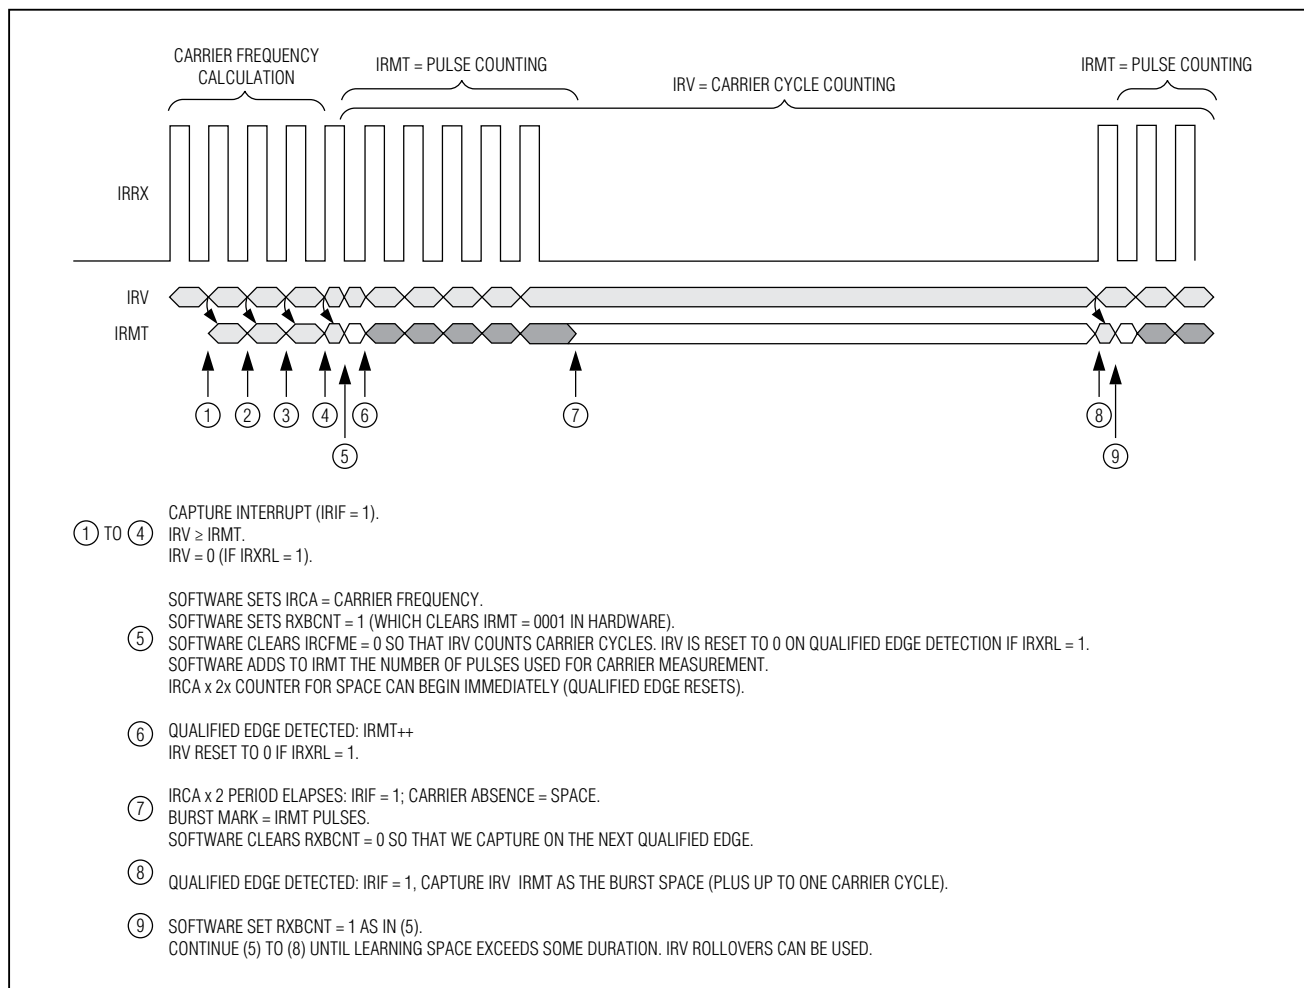 CARRIER FREQUENCY
CALCULATION
IRMT = PULSE COUNTING
IRV = CARRIER CYCLE COUNTING
IRMT = PULSE COUNTING
IRRX
IRV
IRMT
1
2
3
4
6
7
8
5
9
1 TO 4
CAPTURE INTERRUPT (IRIF = 1).
IRV ≥ IRMT.
IRV = 0 (IF IRXRL = 1).
5
SOFTWARE SETS IRCA = CARRIER FREQUENCY.
SOFTWARE SETS RXBCNT = 1 (WHICH CLEARS IRMT = 0001 IN HARDWARE).
SOFTWARE CLEARS IRCFME = 0 SO THAT IRV COUNTS CARRIER CYCLES. IRV IS RESET TO 0 ON QUALIFIED EDGE DETECTION IF IRXRL = 1.
SOFTWARE ADDS TO IRMT THE NUMBER OF PULSES USED FOR CARRIER MEASUREMENT.
IRCA x 2x COUNTER FOR SPACE CAN BEGIN IMMEDIATELY (QUALIFIED EDGE RESETS).
6
QUALIFIED EDGE DETECTED: IRMT++
IRV RESET TO 0 IF IRXRL = 1.
7
IRCA x 2 PERIOD ELAPSES: IRIF = 1; CARRIER ABSENCE = SPACE.
BURST MARK = IRMT PULSES.
SOFTWARE CLEARS RXBCNT = 0 SO THAT WE CAPTURE ON THE NEXT QUALIFIED EDGE.
8
QUALIFIED EDGE DETECTED: IRIF = 1, CAPTURE IRV IRMT AS THE BURST SPACE (PLUS UP TO ONE CARRIER CYCLE).
9
SOFTWARE SET RXBCNT = 1 AS IN (5).
CONTINUE (5) TO (8) UNTIL LEARNING SPACE EXCEEDS SOME DURATION. IRV ROLLOVERS CAN BE USED.